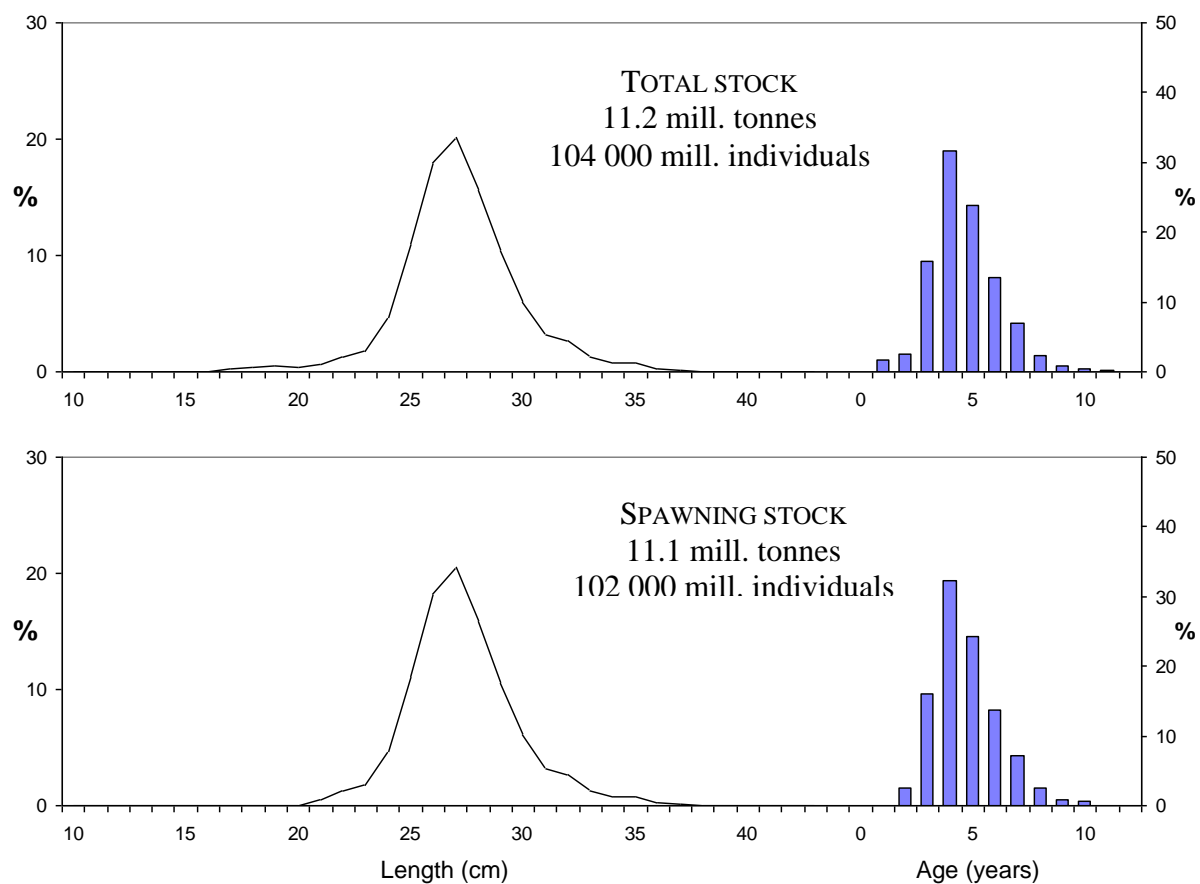 30
50
TOTAL STOCK
11.2 mill. tonnes
104 000 mill. individuals
40
20
30
%
%
20
10
10
0
0
10 15 20 25 30 35 40 0 5 10
30
50
SPAWNING STOCK
11.1 mill. tonnes
102 000 mill. individuals
40
20
30
%
%
20
10
10
0
0
10 15 20 25 30 35 40 0 5 10
Length (cm) Age (years)